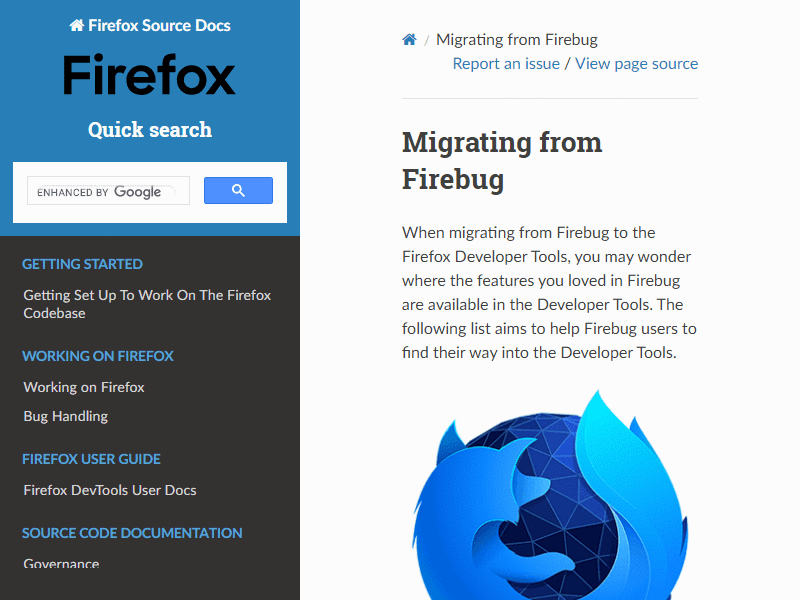 Firefox Source Docs
Firefox
Quick search
ENHANCED BY Google
GETTING STARTED
Getting Set Up To Work On The Firefox
Codebase
WORKING ON FIREFOX
Working on Firefox
Bug Handling
FIREFOX USER GUIDE
Firefox DevTools User Docs
SOURCE CODE DOCUMENTATION
Governance
/ Migrating from Firebug
Report an issue / View page source
Migrating from
Firebug
When migrating from Firebug to the
Firefox Developer Tools, you may wonder
where the features you loved in Firebug
are available in the Developer Tools. The
following list aims to help Firebug users to
find their way into the Developer Tools.